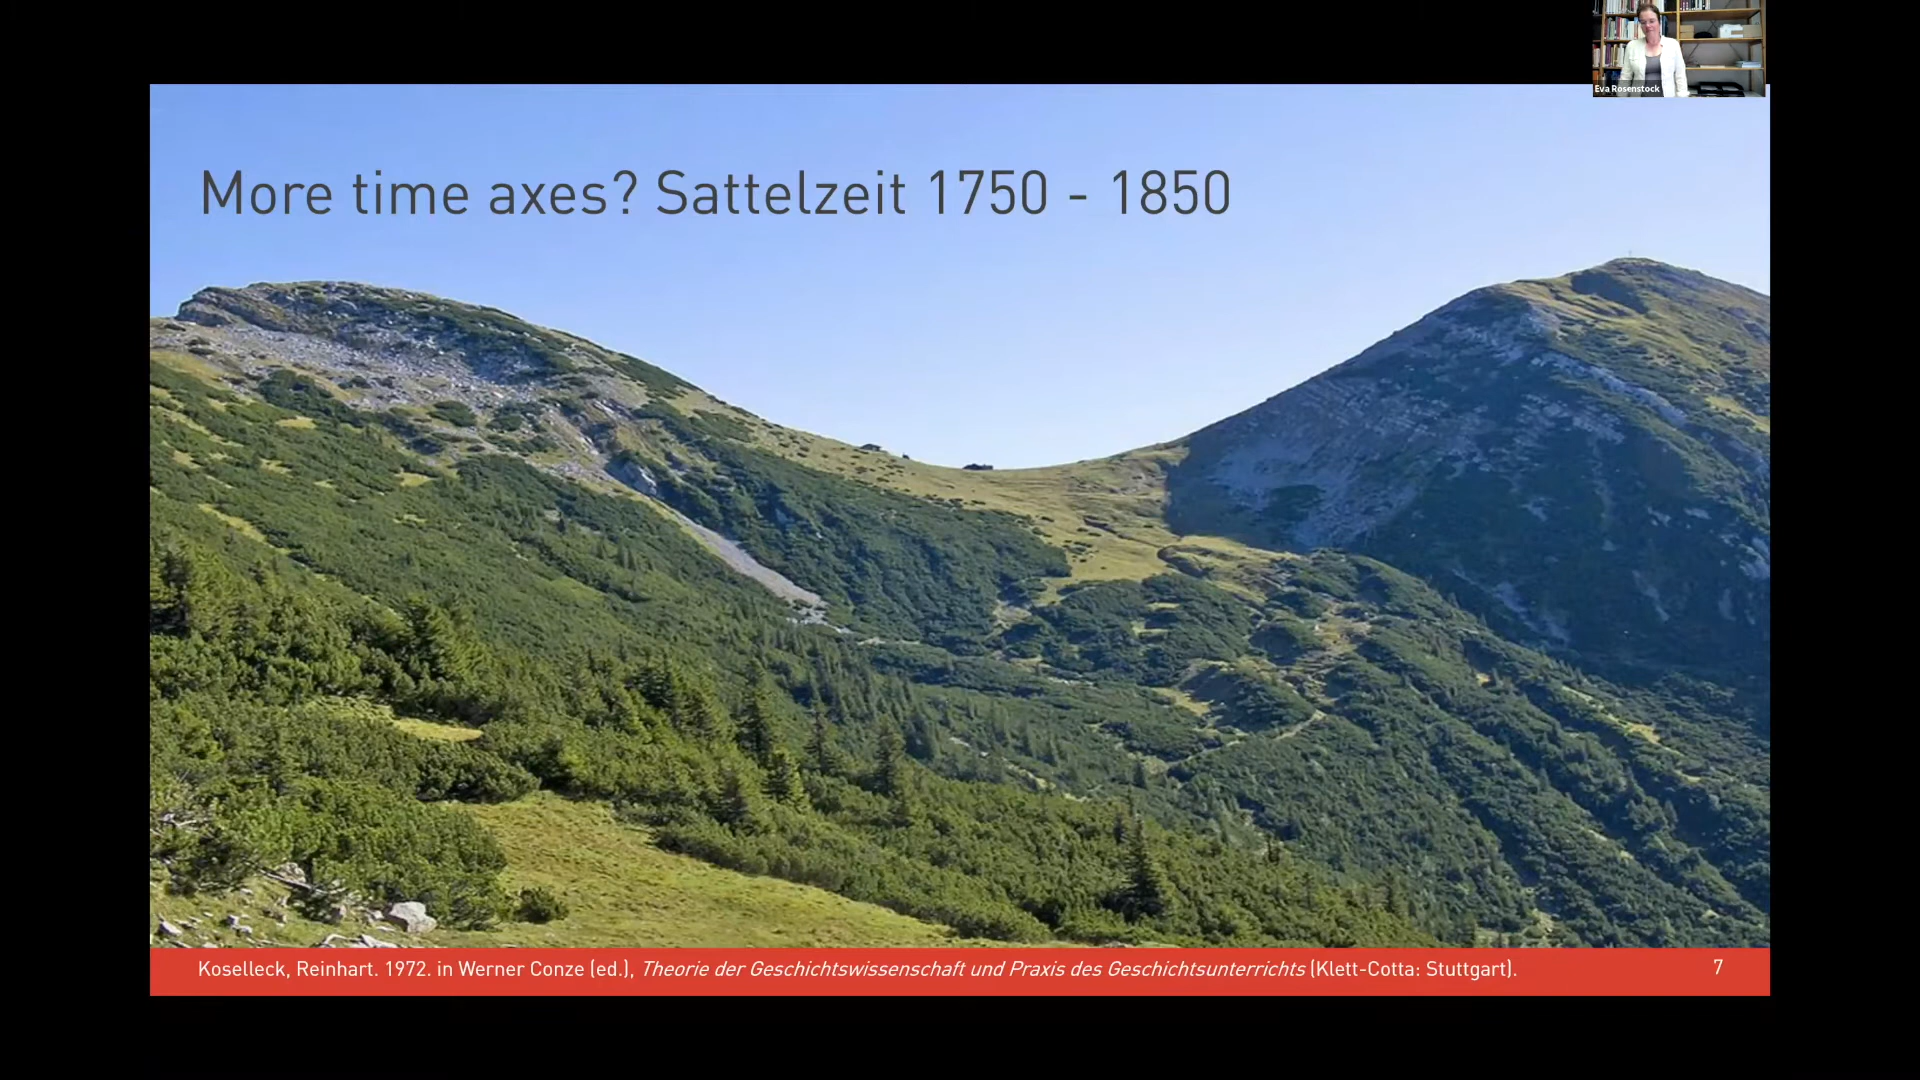 Eva Rosenstock
More time axes? Sattelzeit 1750 - 1850
Koselleck, Reinhart. 1972. in Werner Conze (ed.), Theorie der Geschichtswissenschaft und Praxis des Geschichtsunterrichts (Klett-Cotta: Stuttgart).
7